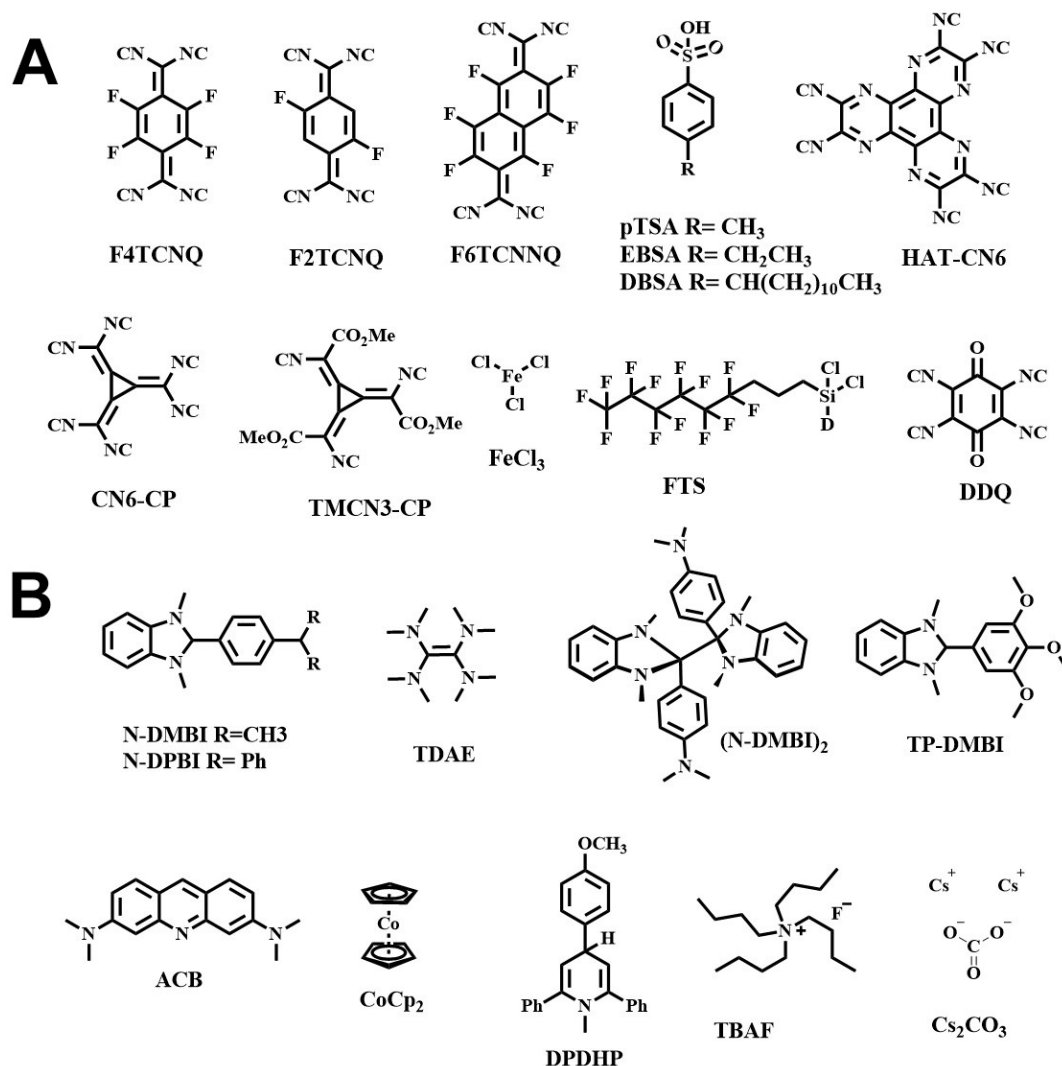 A
CN NC
F F
F F
CN NC
F4TCNQ
CN NC
F
F
CN NC
F2TCNQ
CN NC
F F
F F
F F
CN NC
F6TCNNQ
OH
O S O
R
pTSA R= CH3
EBSA R= CH2CH3
DBSA R= CH(CH2)10CH3
NC
CN
N NC
CN N N
CN N N
N NC
NC
HAT-CN6
NC
CN NC
NC
CN
NC
CN6-CP
CO2Me
CN
NC
MeO2C CO2Me
NC
TMCN3-CP
Cl Cl
Fe
Cl
FeCl3
F F F F F F
F Cl
F Si Cl
F F F F F D
FTS
O
CN NC
CN NC
O
DDQ
B
N
N
R
R
N-DMBI R=CH3
N-DPBI R= Ph
N N
N N
TDAE
N
N N
N N
N
(N-DMBI)2
N
N
O
O
O
TP-DMBI
N N N
ACB
Co
CoCp2
OCH3
H
Ph N Ph
DPDHP
N+ F−
TBAF
Cs+ Cs+
O− O−
C
O
Cs2CO3